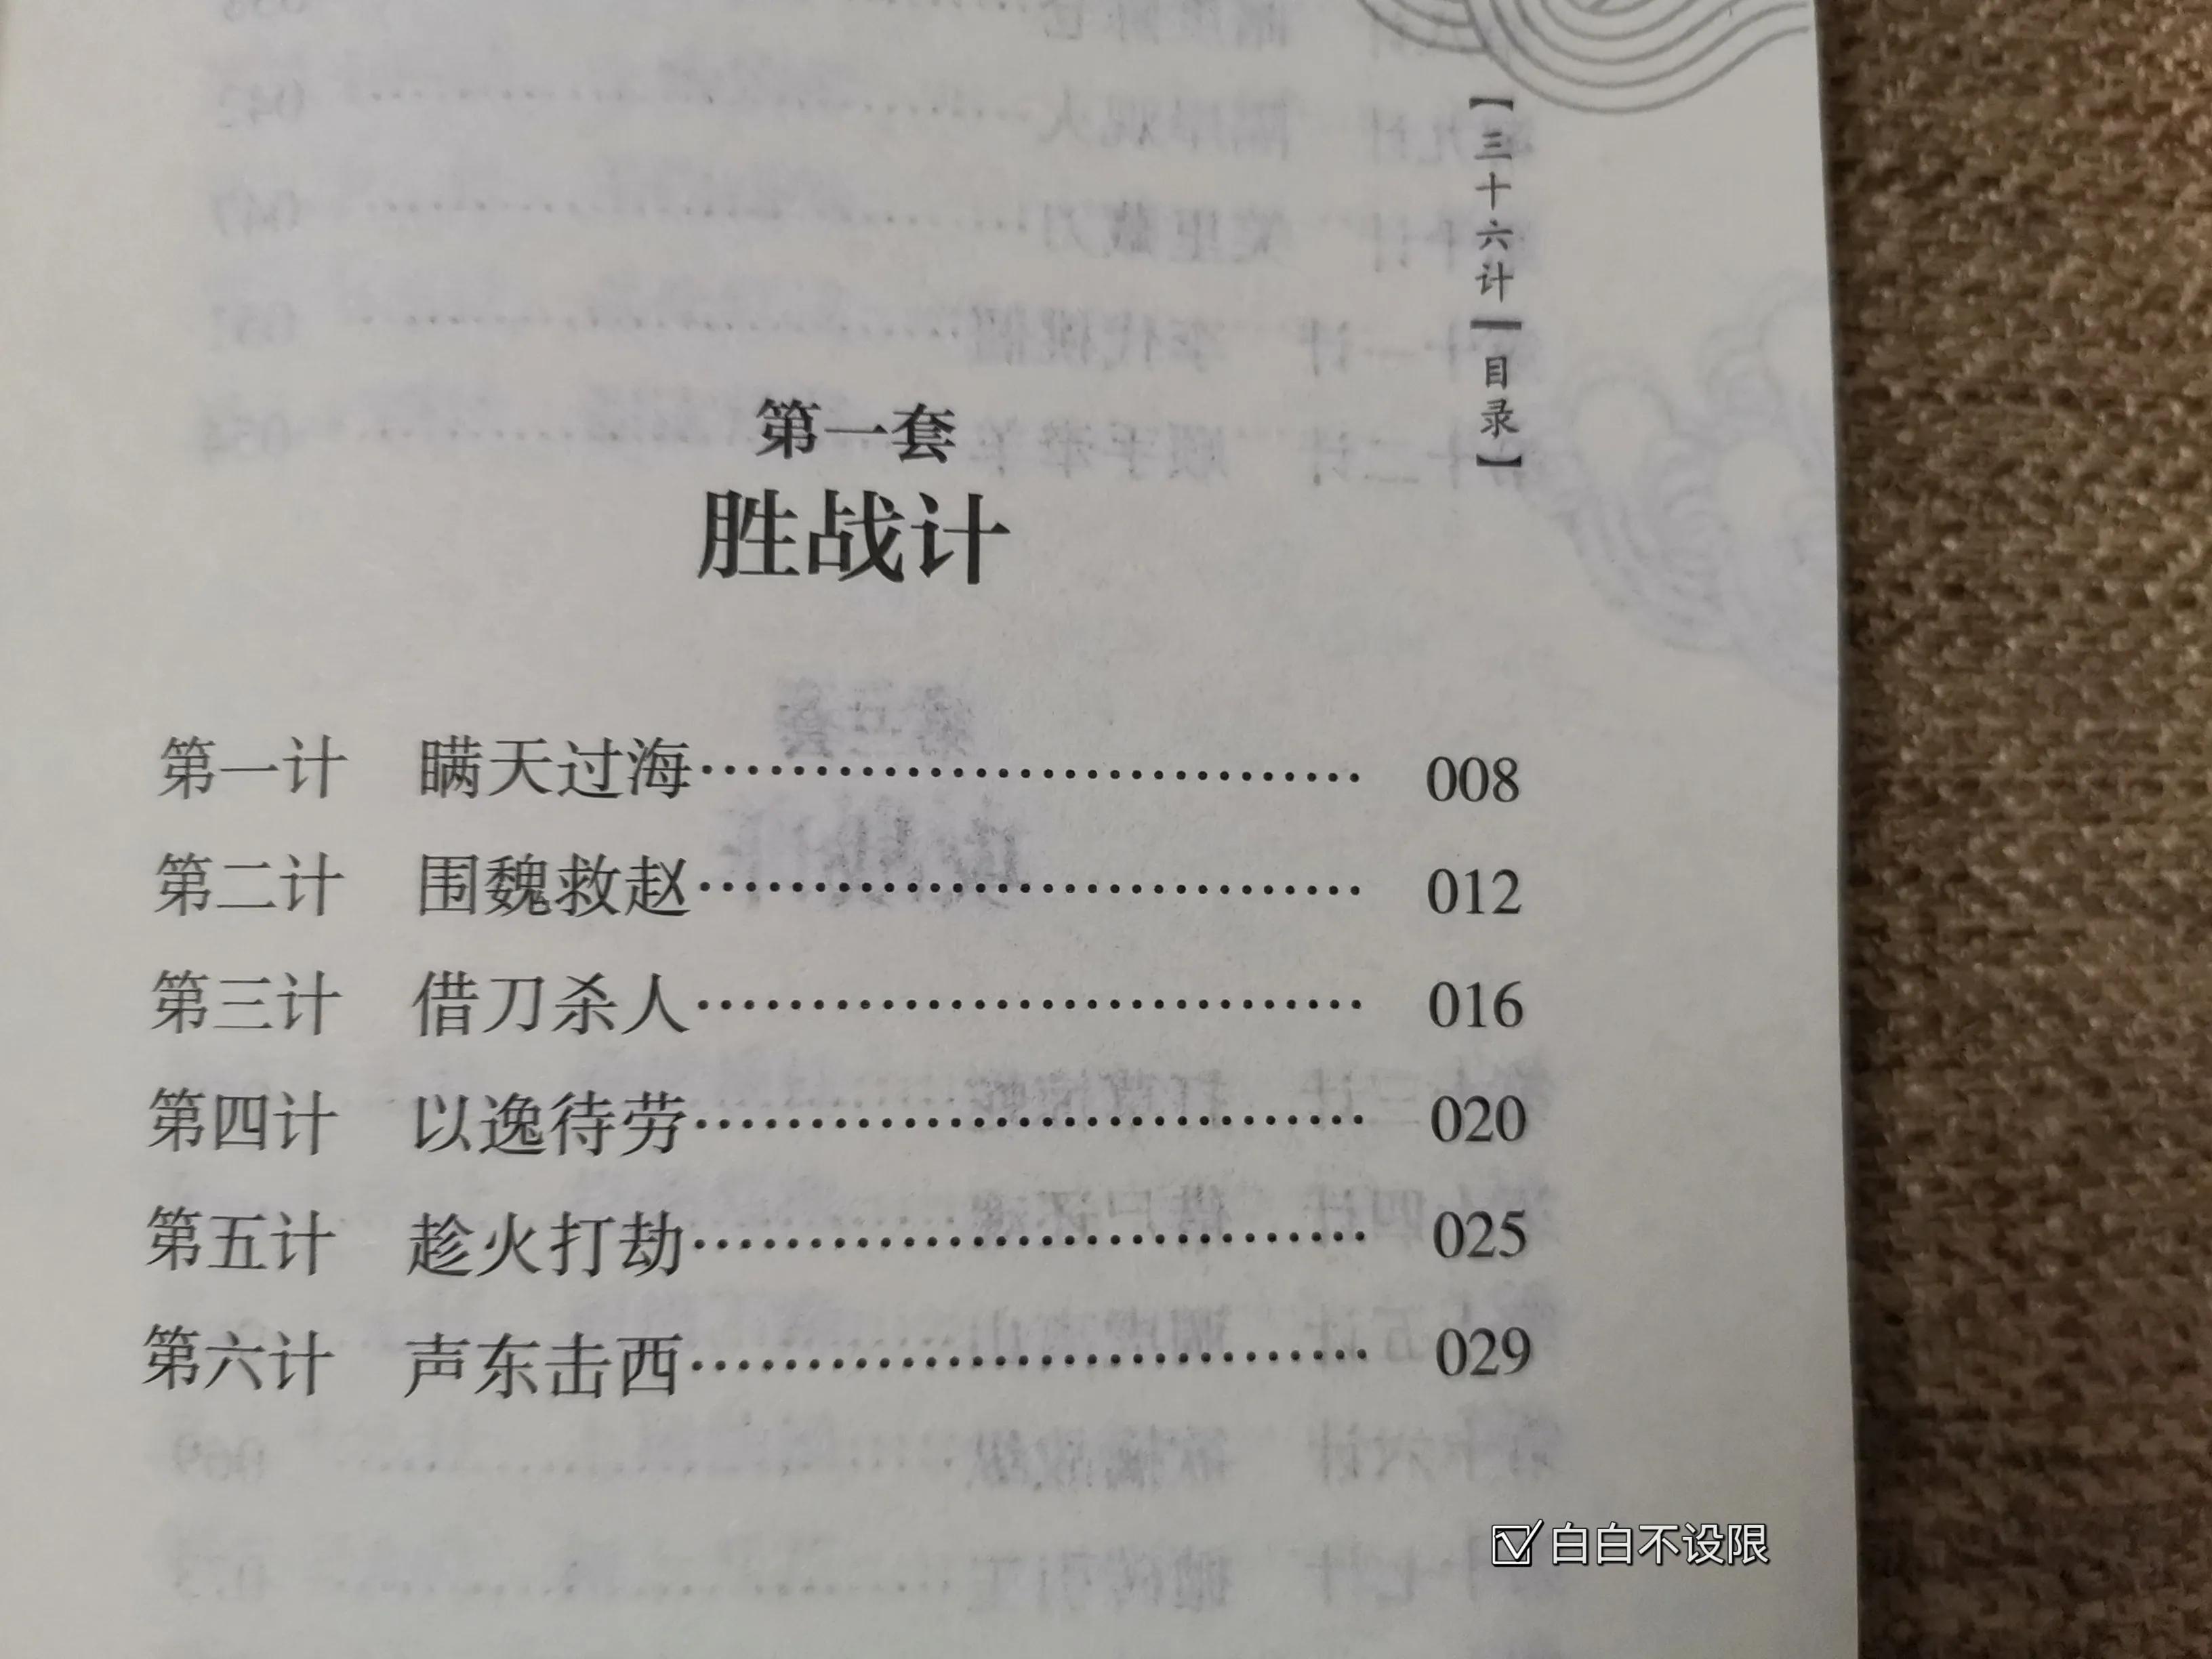 【三十六计┃目录】
第一套
胜战计
第一计 瞒天过海…………………………… 008
第二计 围魏救赵…………………………… 012
第三计 借刀杀人…………………………… 016
第四计 以逸待劳…………………………… 020
第五计 趁火打劫…………………………… 025
第六计 声东击西…………………………… 029
白白不设限